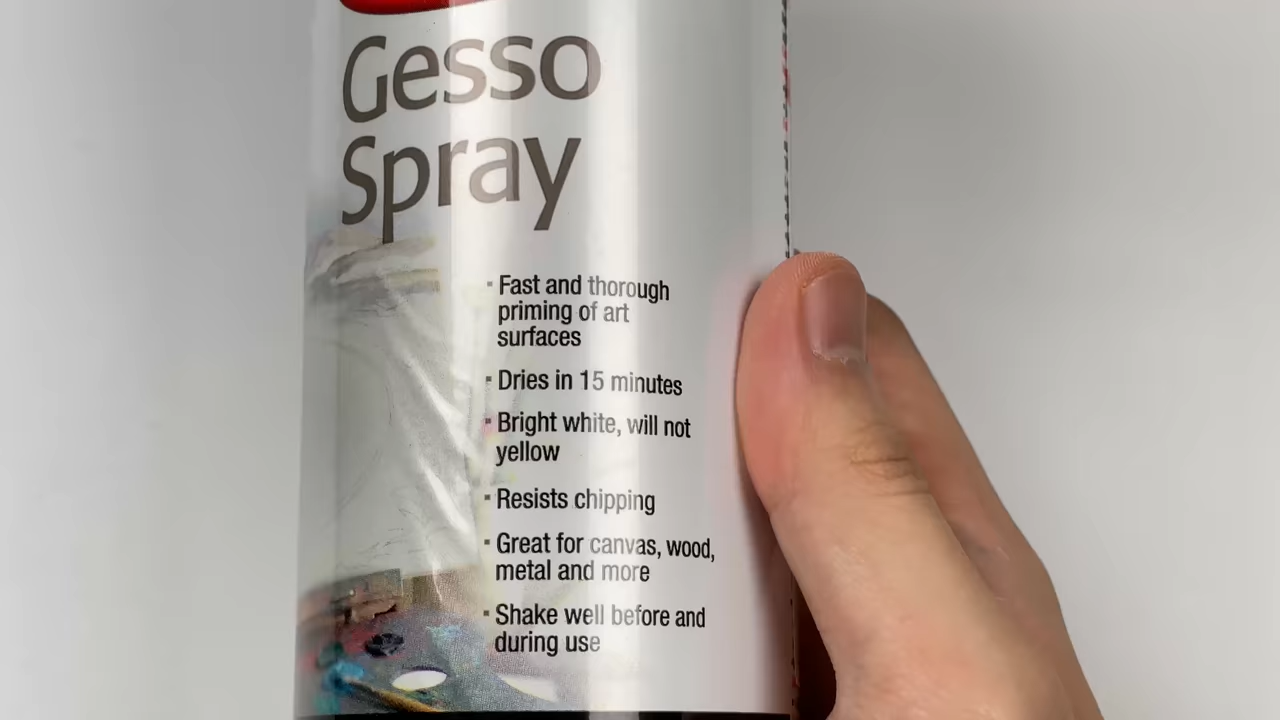 Gesso
Spray
· Fast and thorough
priming of art
surfaces
· Dries in 15 minutes
· Bright white, will not
yellow
· Resists chipping
· Great for canvas, wood,
metal and more
· Shake well before and
during use